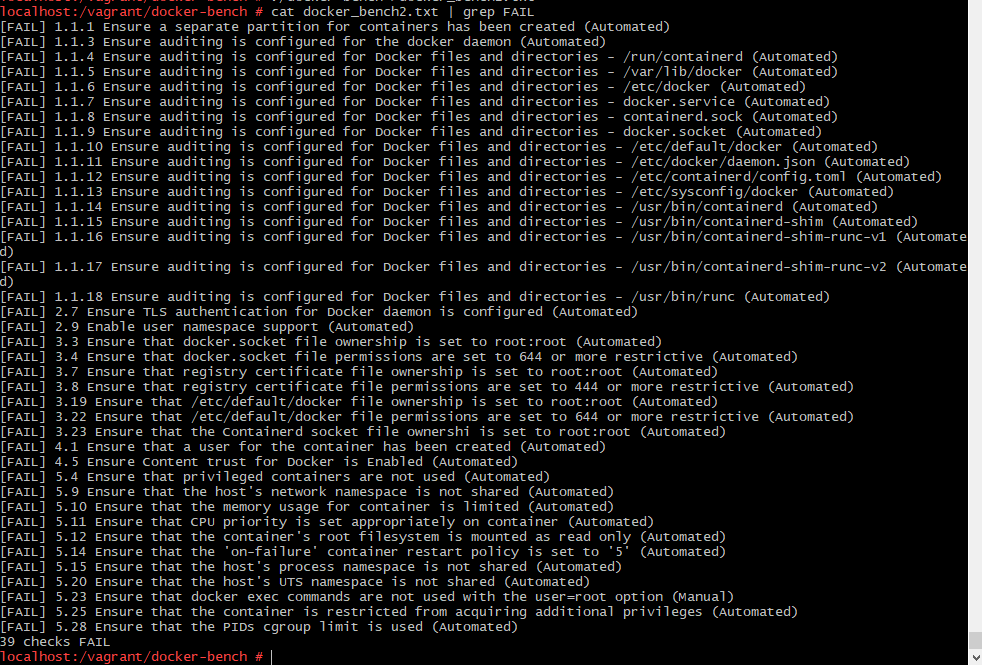 localhost:/vagrant/docker-bench # cat docker_bench2.txt | grep FAIL
[FAIL] 1.1.1 Ensure a separate partition for containers has been created (Automated)
[FAIL] 1.1.3 Ensure auditing is configured for the docker daemon (Automated)
[FAIL] 1.1.4 Ensure auditing is configured for Docker files and directories - /run/containerd (Automated)
[FAIL] 1.1.5 Ensure auditing is configured for Docker files and directories - /var/lib/docker (Automated)
[FAIL] 1.1.6 Ensure auditing is configured for Docker files and directories - /etc/docker (Automated)
[FAIL] 1.1.7 Ensure auditing is configured for Docker files and directories - docker.service (Automated)
[FAIL] 1.1.8 Ensure auditing is configured for Docker files and directories - containerd.sock (Automated)
[FAIL] 1.1.9 Ensure auditing is configured for Docker files and directories - docker.socket (Automated)
[FAIL] 1.1.10 Ensure auditing is configured for Docker files and directories - /etc/default/docker (Automated)
[FAIL] 1.1.11 Ensure auditing is configured for Docker files and directories - /etc/docker/daemon.json (Automated)
[FAIL] 1.1.12 Ensure auditing is configured for Docker files and directories - /etc/containerd/config.toml (Automated)
[FAIL] 1.1.13 Ensure auditing is configured for Docker files and directories - /etc/sysconfig/docker (Automated)
[FAIL] 1.1.14 Ensure auditing is configured for Docker files and directories - /usr/bin/containerd (Automated)
[FAIL] 1.1.15 Ensure auditing is configured for Docker files and directories - /usr/bin/containerd-shim (Automated)
[FAIL] 1.1.16 Ensure auditing is configured for Docker files and directories - /usr/bin/containerd-shim-runc-v1 (Automate
d)
[FAIL] 1.1.17 Ensure auditing is configured for Docker files and directories - /usr/bin/containerd-shim-runc-v2 (Automate
d)
[FAIL] 1.1.18 Ensure auditing is configured for Docker files and directories - /usr/bin/runc (Automated)
[FAIL] 2.7 Ensure TLS authentication for Docker daemon is configured (Automated)
[FAIL] 2.9 Enable user namespace support (Automated)
[FAIL] 3.3 Ensure that docker.socket file ownership is set to root:root (Automated)
[FAIL] 3.4 Ensure that docker.socket file permissions are set to 644 or more restrictive (Automated)
[FAIL] 3.7 Ensure that registry certificate file ownership is set to root:root (Automated)
[FAIL] 3.8 Ensure that registry certificate file permissions are set to 444 or more restrictive (Automated)
[FAIL] 3.19 Ensure that /etc/default/docker file ownership is set to root:root (Automated)
[FAIL] 3.22 Ensure that /etc/default/docker file permissions are set to 644 or more restrictive (Automated)
[FAIL] 3.23 Ensure that the Containerd socket file ownershi is set to root:root (Automated)
[FAIL] 4.1 Ensure that a user for the container has been created (Automated)
[FAIL] 4.5 Ensure Content trust for Docker is Enabled (Automated)
[FAIL] 5.4 Ensure that privileged containers are not used (Automated)
[FAIL] 5.9 Ensure that the host's network namespace is not shared (Automated)
[FAIL] 5.10 Ensure that the memory usage for container is limited (Automated)
[FAIL] 5.11 Ensure that CPU priority is set appropriately on container (Automated)
[FAIL] 5.12 Ensure that the container's root filesystem is mounted as read only (Automated)
[FAIL] 5.14 Ensure that the 'on-failure' container restart policy is set to '5' (Automated)
[FAIL] 5.15 Ensure that the host's process namespace is not shared (Automated)
[FAIL] 5.20 Ensure that the host's UTS namespace is not shared (Automated)
[FAIL] 5.23 Ensure that docker exec commands are not used with the user=root option (Manual)
[FAIL] 5.25 Ensure that the container is restricted from acquiring additional privileges (Automated)
[FAIL] 5.28 Ensure that the PIDs cgroup limit is used (Automated)
39 checks FAIL
localhost:/vagrant/docker-bench #